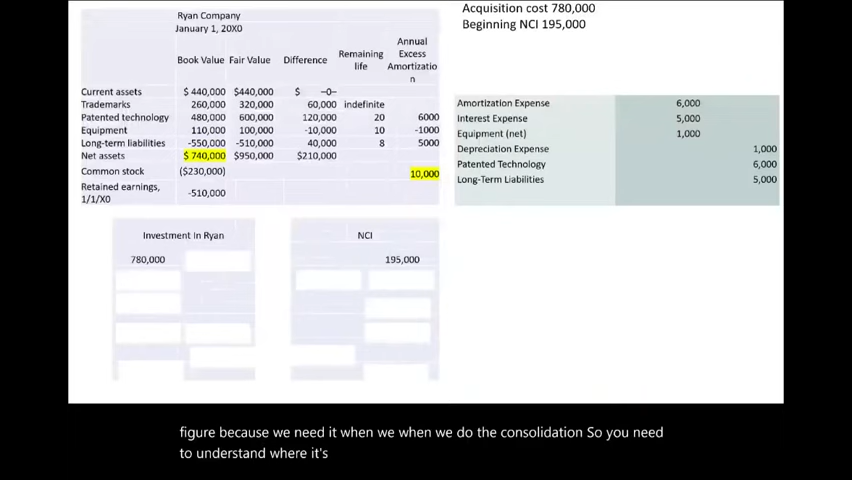 Ryan Company
January 1, 20X0
Book Value Fair Value Difference Remaining life Annual Excess Amortizatio n
Current assets $ 440,000 $440,000 $ –0–
Trademarks 260,000 320,000 60,000 indefinite
Patented technology 480,000 600,000 120,000 20 6000
Equipment 110,000 100,000 -10,000 10 -1000
Long-term liabilities -550,000 -510,000 40,000 8 5000
Net assets $ 740,000 $950,000 $210,000
Common stock ($230,000) 10,000
Retained earnings, 1/1/X0 -510,000
Acquisition cost 780,000
Beginning NCI 195,000
Amortization Expense 6,000
Interest Expense 5,000
Equipment (net) 1,000
Depreciation Expense 1,000
Patented Technology 6,000
Long-Term Liabilities 5,000
Investment In Ryan
780,000
NCI
195,000
figure because we need it when we when we do the consolidation So you need
to understand where it's